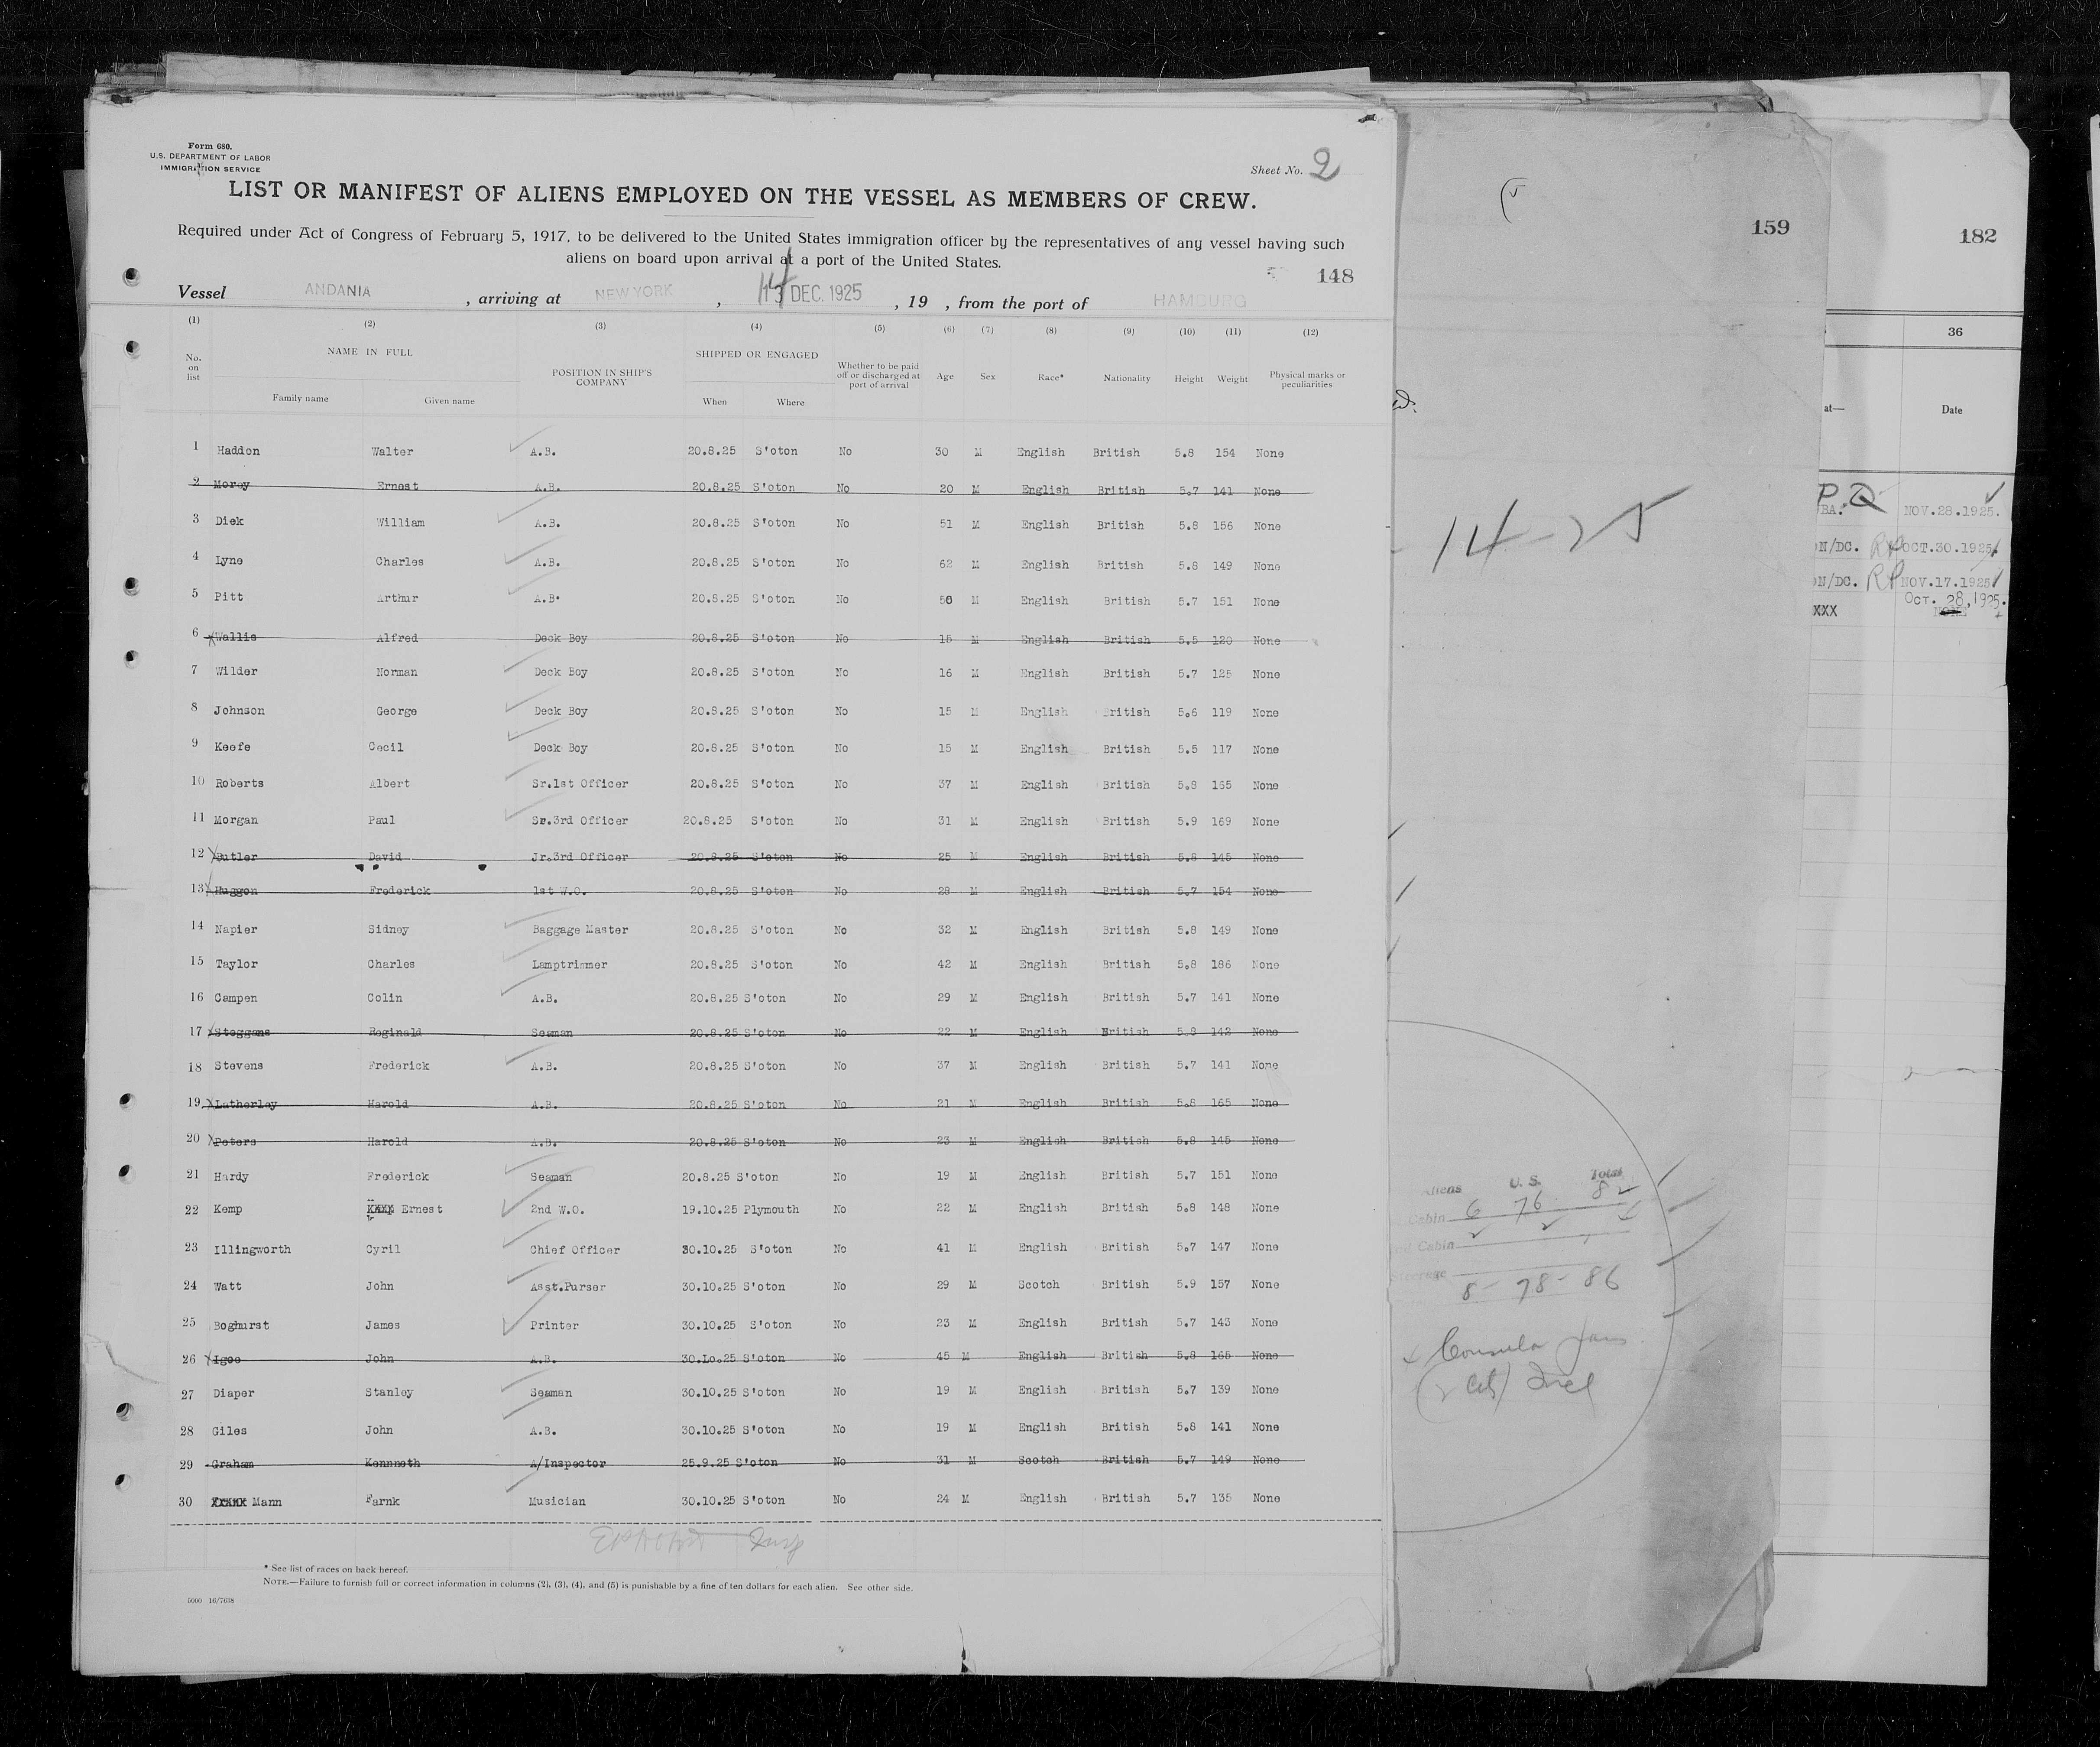 Form 680.
U.S. DEPARTMENT OF LABOR
IMMIGRATION SERVICE
Sheet No. 2
LIST OR MANIFEST OF ALIENS EMPLOYED ON THE VESSEL AS MEMBERS OF CREW.
Required under Act of Congress of February 5, 1917, to be delivered to the United States immigration officer by the representatives of any vessel having such
aliens on board upon arrival at a port of the United States.
148
Vessel ANDANIA , arriving at NEW YORK , 14 DEC. 1925 , 19 , from the port of HAMBURG
(1) (2) (3) (4) (5) (6) (7) (8) (9) (10) (11) (12)
No. on list NAME IN FULL Family name Given name POSITION IN SHIP'S COMPANY SHIPPED OR ENGAGED When Where Whether to be paid off or discharged at port of arrival Age Sex Race* Nationality Height Weight Physical marks or peculiarities
1 Haddon Walter A.B. 20.8.25 S'oton No 30 M English British 5.8 154 None
2 Morey Ernest A.B. 20.8.25 S'oton No 20 M English British 5.7 141 None
3 Dick William A.B. 20.8.25 S'oton No 51 M English British 5.8 156 None
4 Lyne Charles A.B. 20.8.25 S'oton No 62 M English British 5.8 149 None
5 Pitt Arthur A.B. 20.8.25 S'oton No 56 M English British 5.7 151 None
6 Wallis Alfred Deck Boy 20.8.25 S'oton No 15 M English British 5.5 120 None
7 Wilder Norman Deck Boy 20.8.25 S'oton No 16 M English British 5.7 125 None
8 Johnson George Deck Boy 20.8.25 S'oton No 15 M English British 5.6 119 None
9 Keefe Cecil Deck Boy 20.8.25 S'oton No 15 M English British 5.5 117 None
10 Roberts Albert Sr.1st Officer 20.8.25 S'oton No 37 M English British 5.8 165 None
11 Morgan Paul Sr.3rd Officer 20.8.25 S'oton No 31 M English British 5.9 169 None
12 Butler David Jr.3rd Officer 20.8.25 S'oton No 25 M English British 5.8 145 None
13 Huggon Frederick 1st W.O. 20.8.25 S'oton No 28 M English British 5.7 154 None
14 Napier Sidney Baggage Master 20.8.25 S'oton No 32 M English British 5.8 149 None
15 Taylor Charles Lamptrimmer 20.8.25 S'oton No 42 M English British 5.8 186 None
16 Campen Colin A.B. 20.8.25 S'oton No 29 M English British 5.7 141 None
17 Steggans Reginald Seaman 20.8.25 S'oton No 22 M English British 5.8 142 None
18 Stevens Frederick A.B. 20.8.25 S'oton No 37 M English British 5.7 141 None
19 Latherley Harold A.B. 20.8.25 S'oton No 21 M English British 5.8 165 None
20 Peters Harold A.B. 20.8.25 S'oton No 23 M English British 5.8 145 None
21 Hardy Frederick Seaman 20.8.25 S'oton No 19 M English British 5.7 151 None
22 Kemp Ernest 2nd W.O. 19.10.25 Plymouth No 22 M English British 5.8 148 None
23 Illingworth Cyril Chief Officer 30.10.25 S'oton No 41 M English British 5.7 147 None
24 Watt John Asst.Purser 30.10.25 S'oton No 29 M Scotch British 5.9 157 None
25 Boghurst James Printer 30.10.25 S'oton No 23 M English British 5.7 143 None
26 Igoe John A.B. 30.Lo.25 S'oton No 45 M English British 5.8 165 None
27 Diaper Stanley Seaman 30.10.25 S'oton No 19 M English British 5.7 139 None
28 Giles John A.B. 30.10.25 S'oton No 19 M English British 5.8 141 None
29 Graham Kennneth A/Inspector 25.9.25 S'oton No 31 M Scotch British 5.7 149 None
30 Mann Farnk Musician 30.10.25 S'oton No 24 M English British 5.7 135 None
* See list of races on back hereof.
NOTE.—Failure to furnish full or correct information in columns (2), (3), (4), and (5) is punishable by a fine of ten dollars for each alien. See other side.
5000 16/7638
159
14-25
Aliens U.S. Total
Cabin 6 76 82
Cabin
Steerage
8-78-86
182
36
at— Date
P.Q
BA. NOV.28.1925.
ON/DC. RP OCT.30.1925.
ON/DC. RP NOV.17.1925
Oct. 28,1925.
XXX NONE